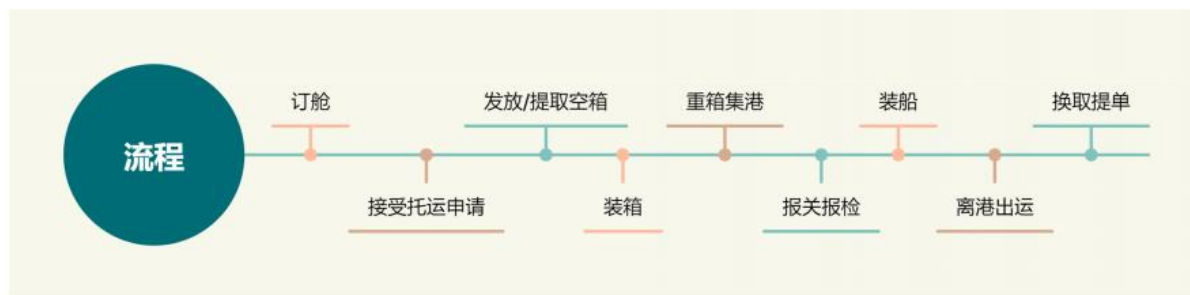 流程
订舱
接受托运申请
发放/提取空箱
装箱
重箱集港
报关报检
装船
离港出运
换取提单